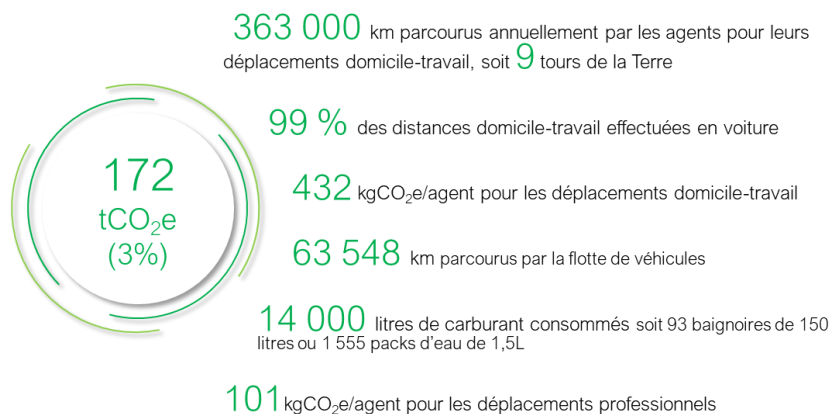 363 000 km parcourus annuellement par les agents pour leurs
déplacements domicile-travail, soit 9 tours de la Terre
99 % des distances domicile-travail effectuées en voiture
172
tCO₂e
(3%)
432 kgCO₂e/agent pour les déplacements domicile-travail
63 548 km parcourus par la flotte de véhicules
14 000 litres de carburant consommés soit 93 baignoires de 150
litres ou 1 555 packs d'eau de 1,5L
101 kgCO₂e/agent pour les déplacements professionnels